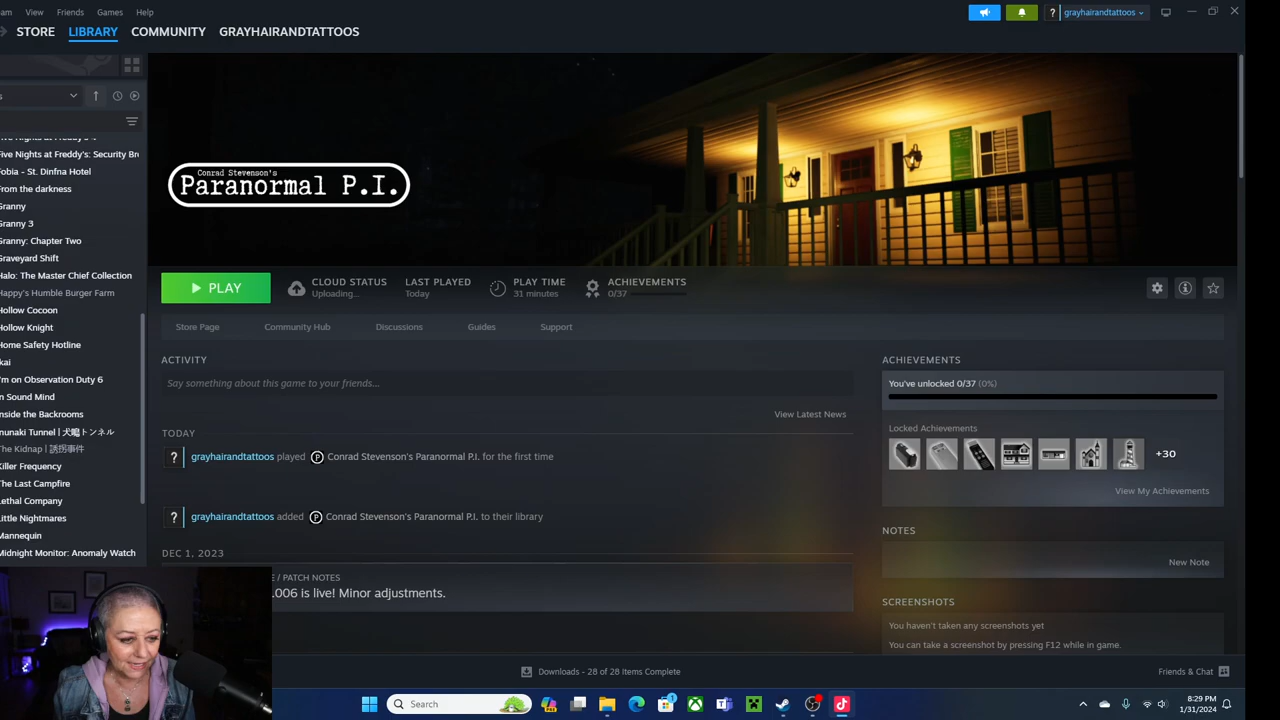 am View Friends Games Help
grayhairandtattoos
STORE LIBRARY COMMUNITY GRAYHAIRANDTATTOOS
s
Five Nights at Freddy's: Security Br
Fobia - St. Dinfna Hotel
From the darkness
Granny
Granny 3
Granny: Chapter Two
Graveyard Shift
Halo: The Master Chief Collection
Happy's Humble Burger Farm
Hollow Cocoon
Hollow Knight
Home Safety Hotline
kai
'm on Observation Duty 6
n Sound Mind
nside the Backrooms
nunaki Tunnel | 犬鳴トンネル
The Kidnap | 誘拐事件
Killer Frequency
The Last Campfire
Lethal Company
Little Nightmares
Mannequin
Midnight Monitor: Anomaly Watch
Conrad Stevenson's
Paranormal P.I.
PLAY
CLOUD STATUS
Uploading...
LAST PLAYED
Today
PLAY TIME
31 minutes
ACHIEVEMENTS
0/37
Store Page Community Hub Discussions Guides Support
ACTIVITY
Say something about this game to your friends...
View Latest News
TODAY
grayhairandtattoos played Conrad Stevenson's Paranormal P.I. for the first time
grayhairandtattoos added Conrad Stevenson's Paranormal P.I. to their library
DEC 1, 2023
E / PATCH NOTES
.006 is live! Minor adjustments.
ACHIEVEMENTS
You've unlocked 0/37 (0%)
Locked Achievements
+30
View My Achievements
NOTES
New Note
SCREENSHOTS
You haven't taken any screenshots yet
You can take a screenshot by pressing F12 while in game.
Downloads - 28 of 28 Items Complete
Friends & Chat
Search
PRE
8:29 PM
1/31/2024